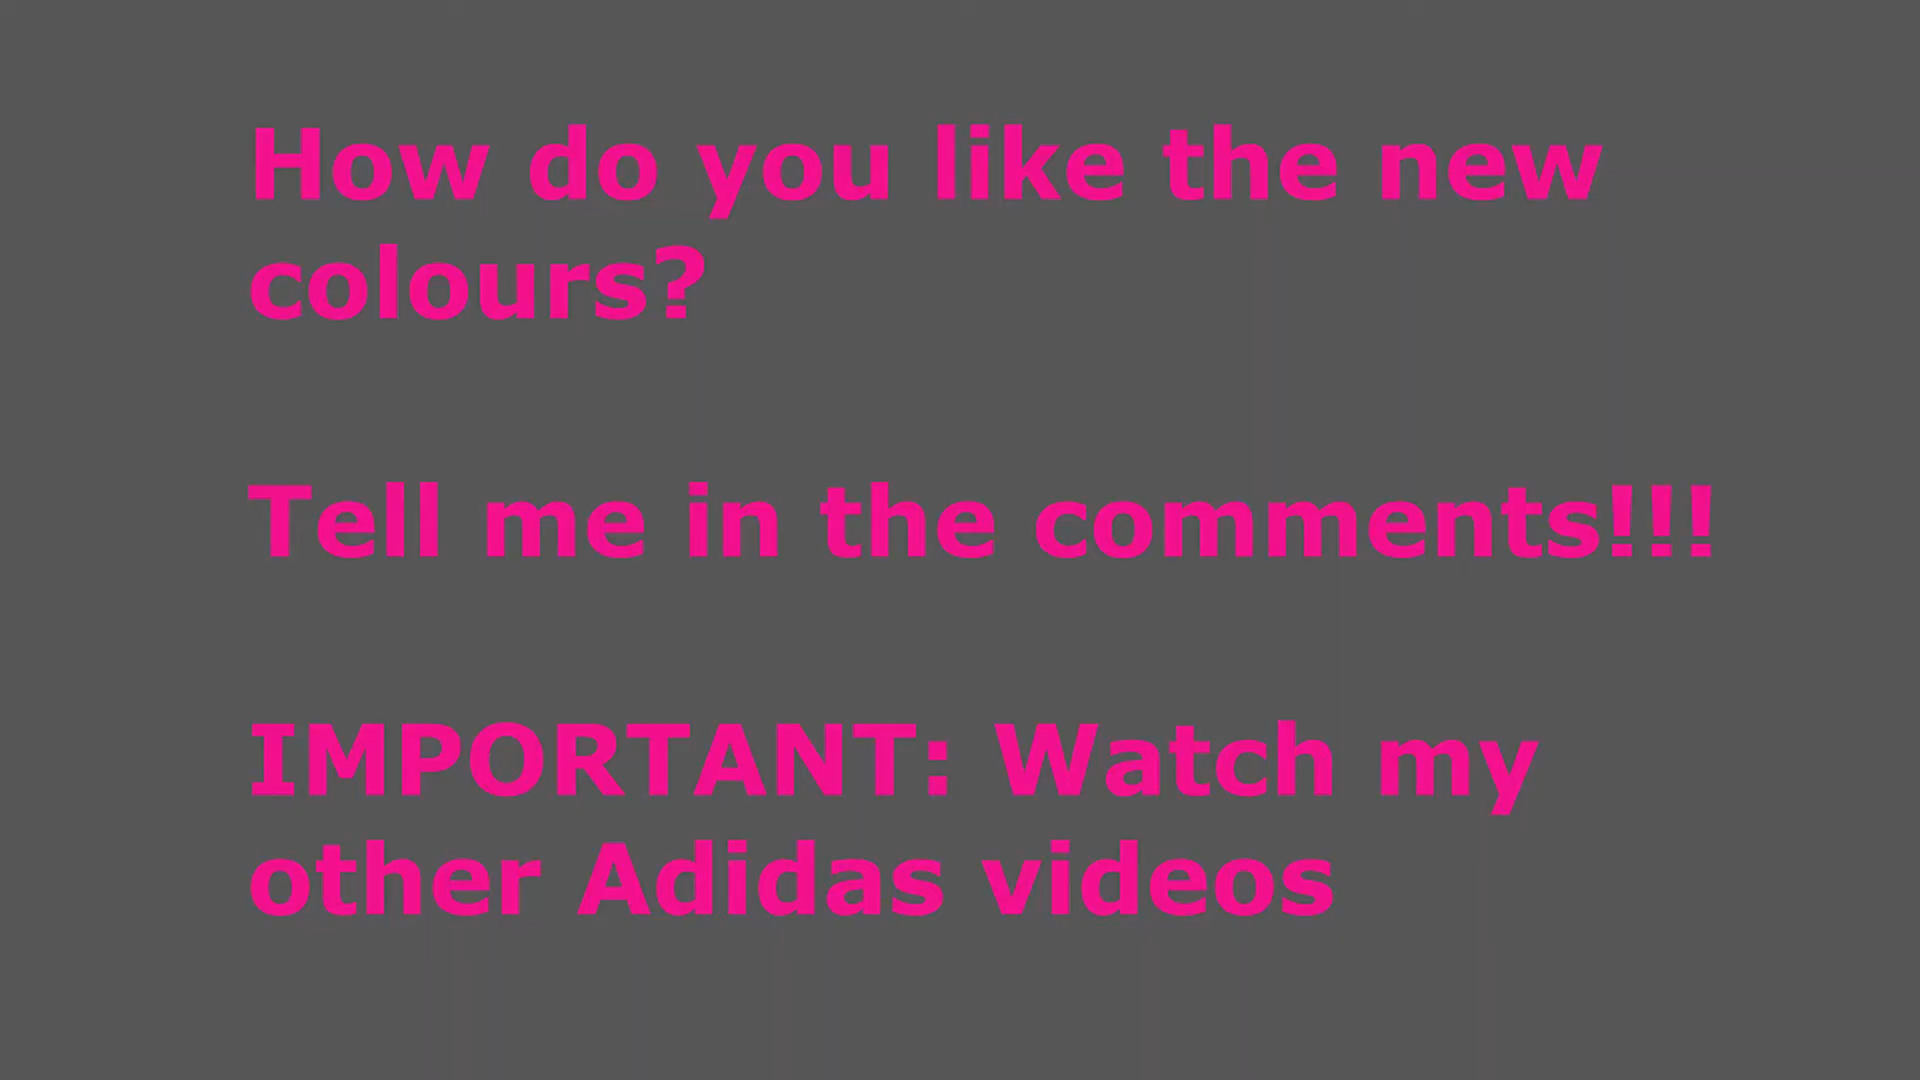 How do you like the new
colours?
Tell me in the comments!!!
IMPORTANT: Watch my
other Adidas videos